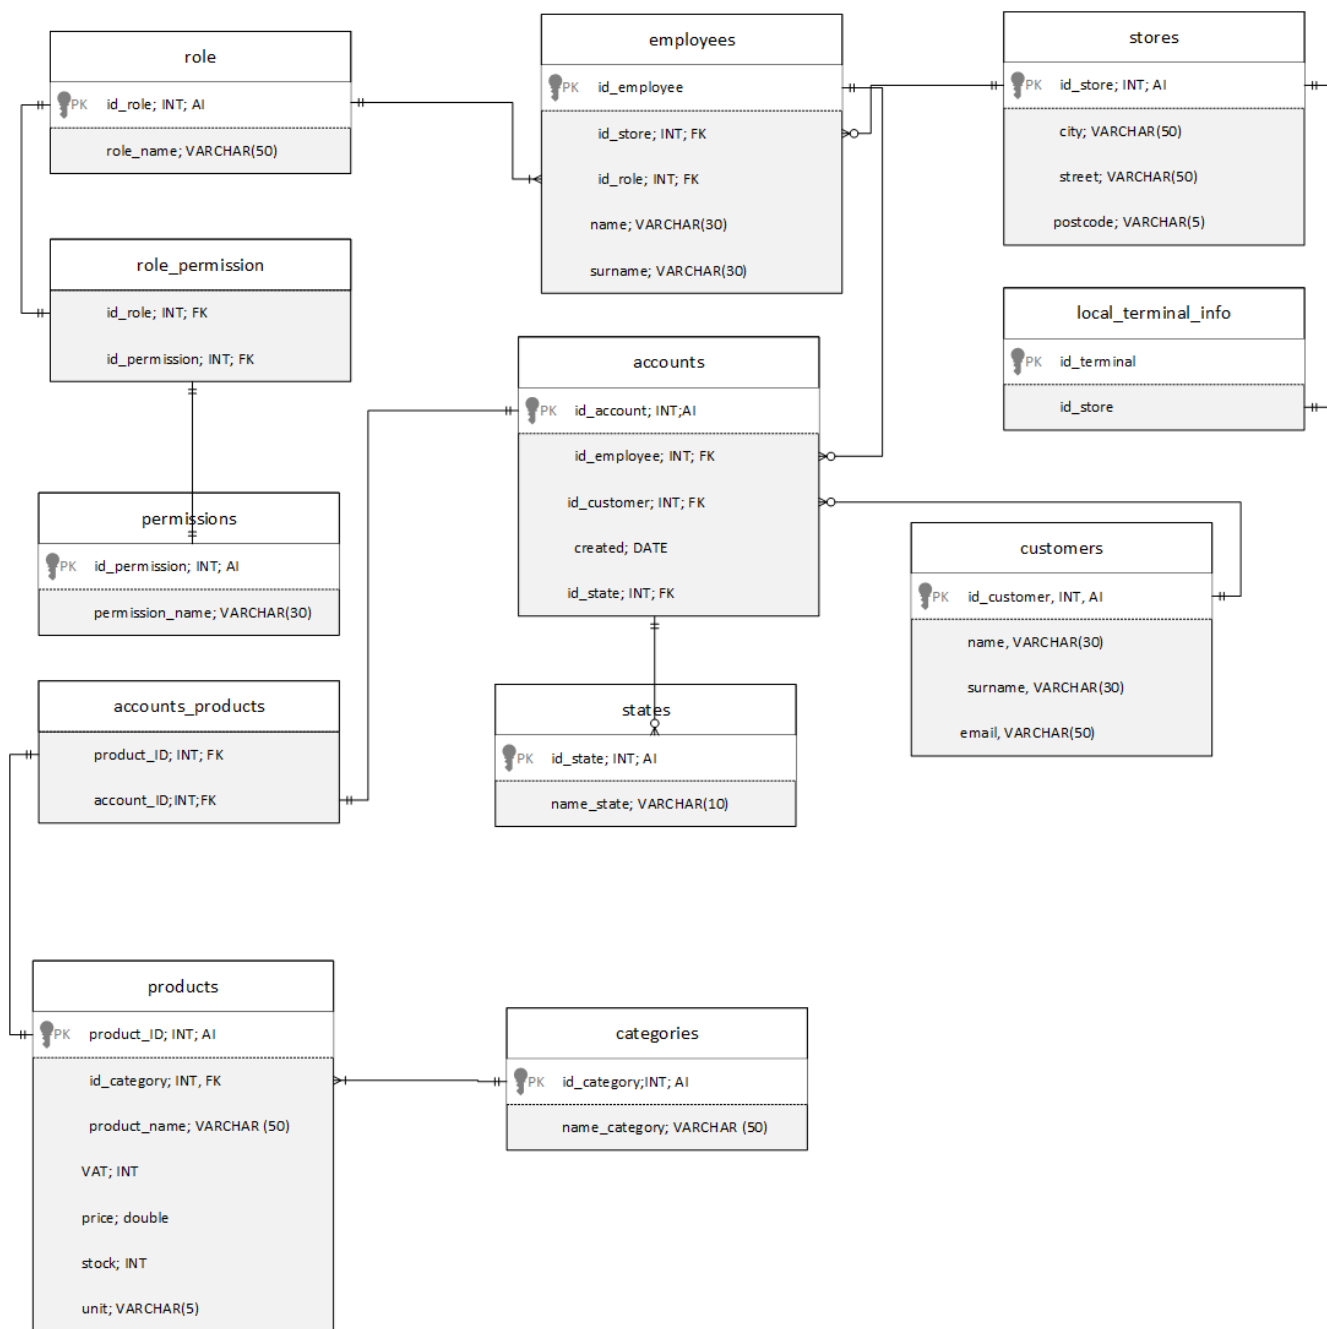 role
PK id_role; INT; AI
role_name; VARCHAR(50)
employees
PK id_employee
id_store; INT; FK
id_role; INT; FK
name; VARCHAR(30)
surname; VARCHAR(30)
stores
PK id_store; INT; AI
city; VARCHAR(50)
street; VARCHAR(50)
postcode; VARCHAR(5)
role_permission
id_role; INT; FK
id_permission; INT; FK
local_terminal_info
PK id_terminal
id_store
accounts
PK id_account; INT;AI
id_employee; INT; FK
id_customer; INT; FK
created; DATE
id_state; INT; FK
permissions
PK id_permission; INT; AI
permission_name; VARCHAR(30)
customers
PK id_customer, INT, AI
name, VARCHAR(30)
surname, VARCHAR(30)
email, VARCHAR(50)
accounts_products
product_ID; INT; FK
account_ID;INT;FK
states
PK id_state; INT; AI
name_state; VARCHAR(10)
products
PK product_ID; INT; AI
id_category; INT, FK
product_name; VARCHAR (50)
VAT; INT
price; double
stock; INT
unit; VARCHAR(5)
categories
PK id_category;INT; AI
name_category; VARCHAR (50)